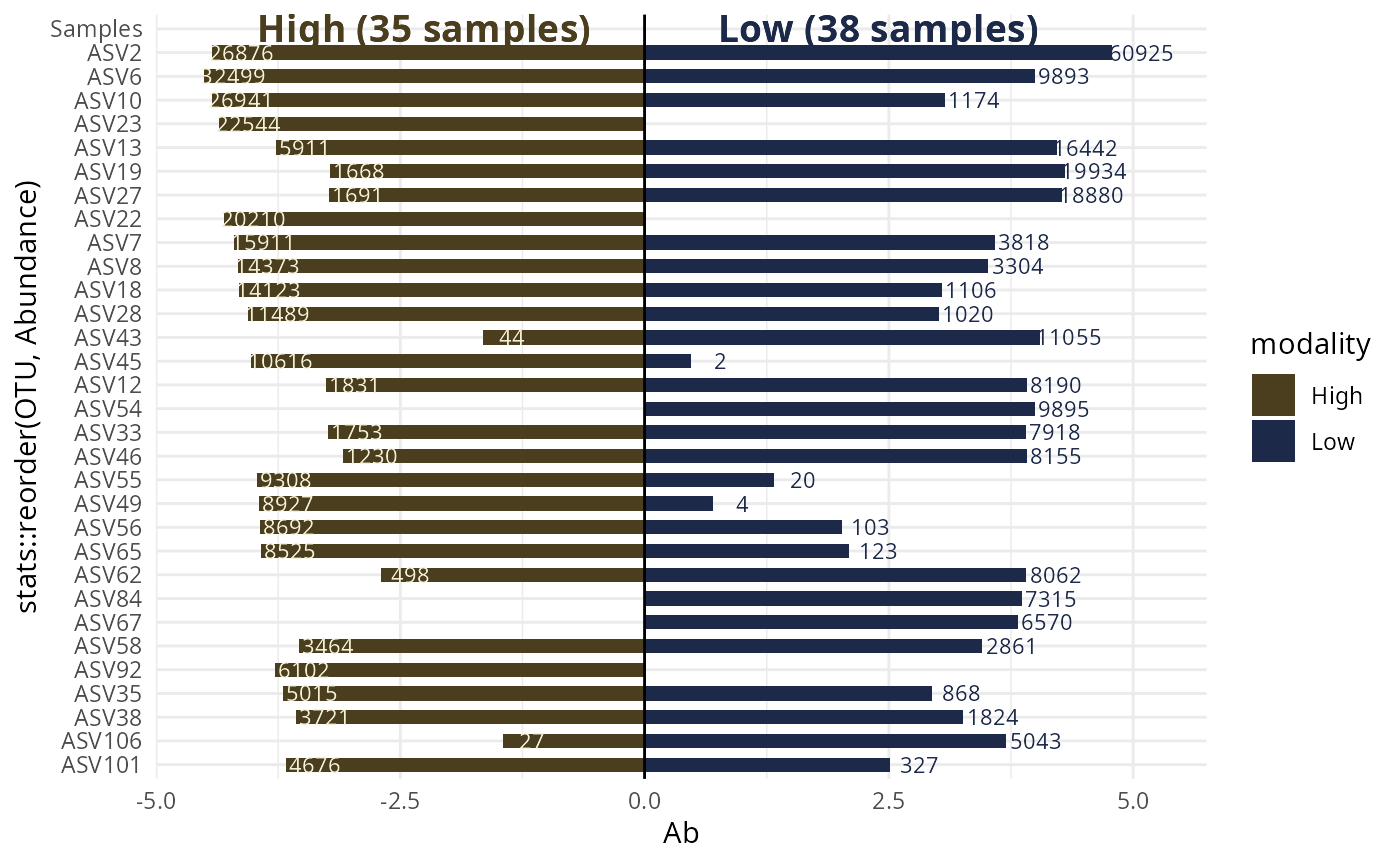 High (35 samples) Low (38 samples)
Samples
ASV2 26876 60925
ASV6 32499 9893
ASV10 26941 1174
ASV23 22544
ASV13 5911 16442
ASV19 1668 19934
ASV27 1691 18880
ASV22 20210
ASV7 15911 3818
ASV8 14373 3304
ASV18 14123 1106
ASV28 11489 1020
ASV43 44 11055
ASV45 10616 2
ASV12 1831 8190
ASV54 9895
ASV33 1753 7918
ASV46 1230 8155
ASV55 9308 20
ASV49 8927 4
ASV56 8692 103
ASV65 8525 123
ASV62 498 8062
ASV84 7315
ASV67 6570
ASV58 3464 2861
ASV92 6102
ASV35 5015 868
ASV38 3721 1824
ASV106 27 5043
ASV101 4676 327
-5.0 -2.5 0.0 2.5 5.0
Ab
stats::reorder(OTU, Abundance)
modality
High
Low